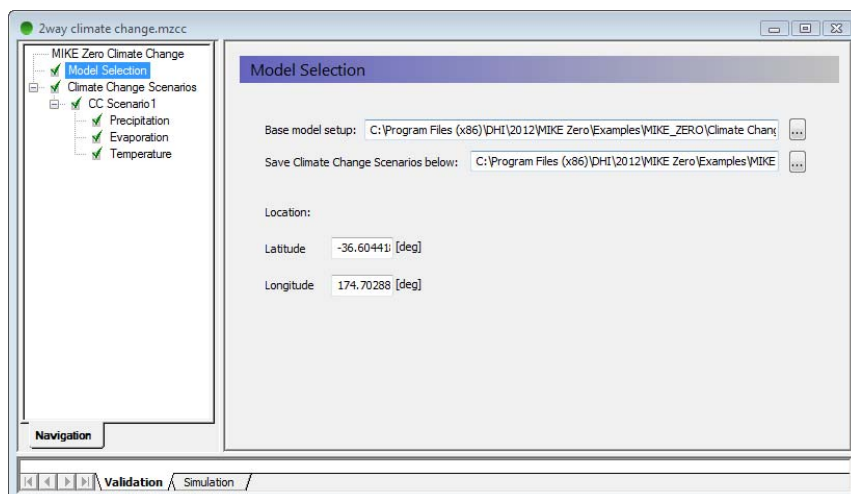 2way climate change.mzcc
MIKE Zero Climate Change
Model Selection
Climate Change Scenarios
CC Scenario1
Precipitation
Evaporation
Temperature
Navigation
Model Selection
Base model setup: C:\Program Files (x86)\DHI\2012\MIKE Zero\Examples\MIKE_ZERO\Climate Chang ...
Save Climate Change Scenarios below: C:\Program Files (x86)\DHI\2012\MIKE Zero\Examples\MIKE ...
Location:
Latitude -36.60441 [deg]
Longitude 174.70288 [deg]
Validation Simulation